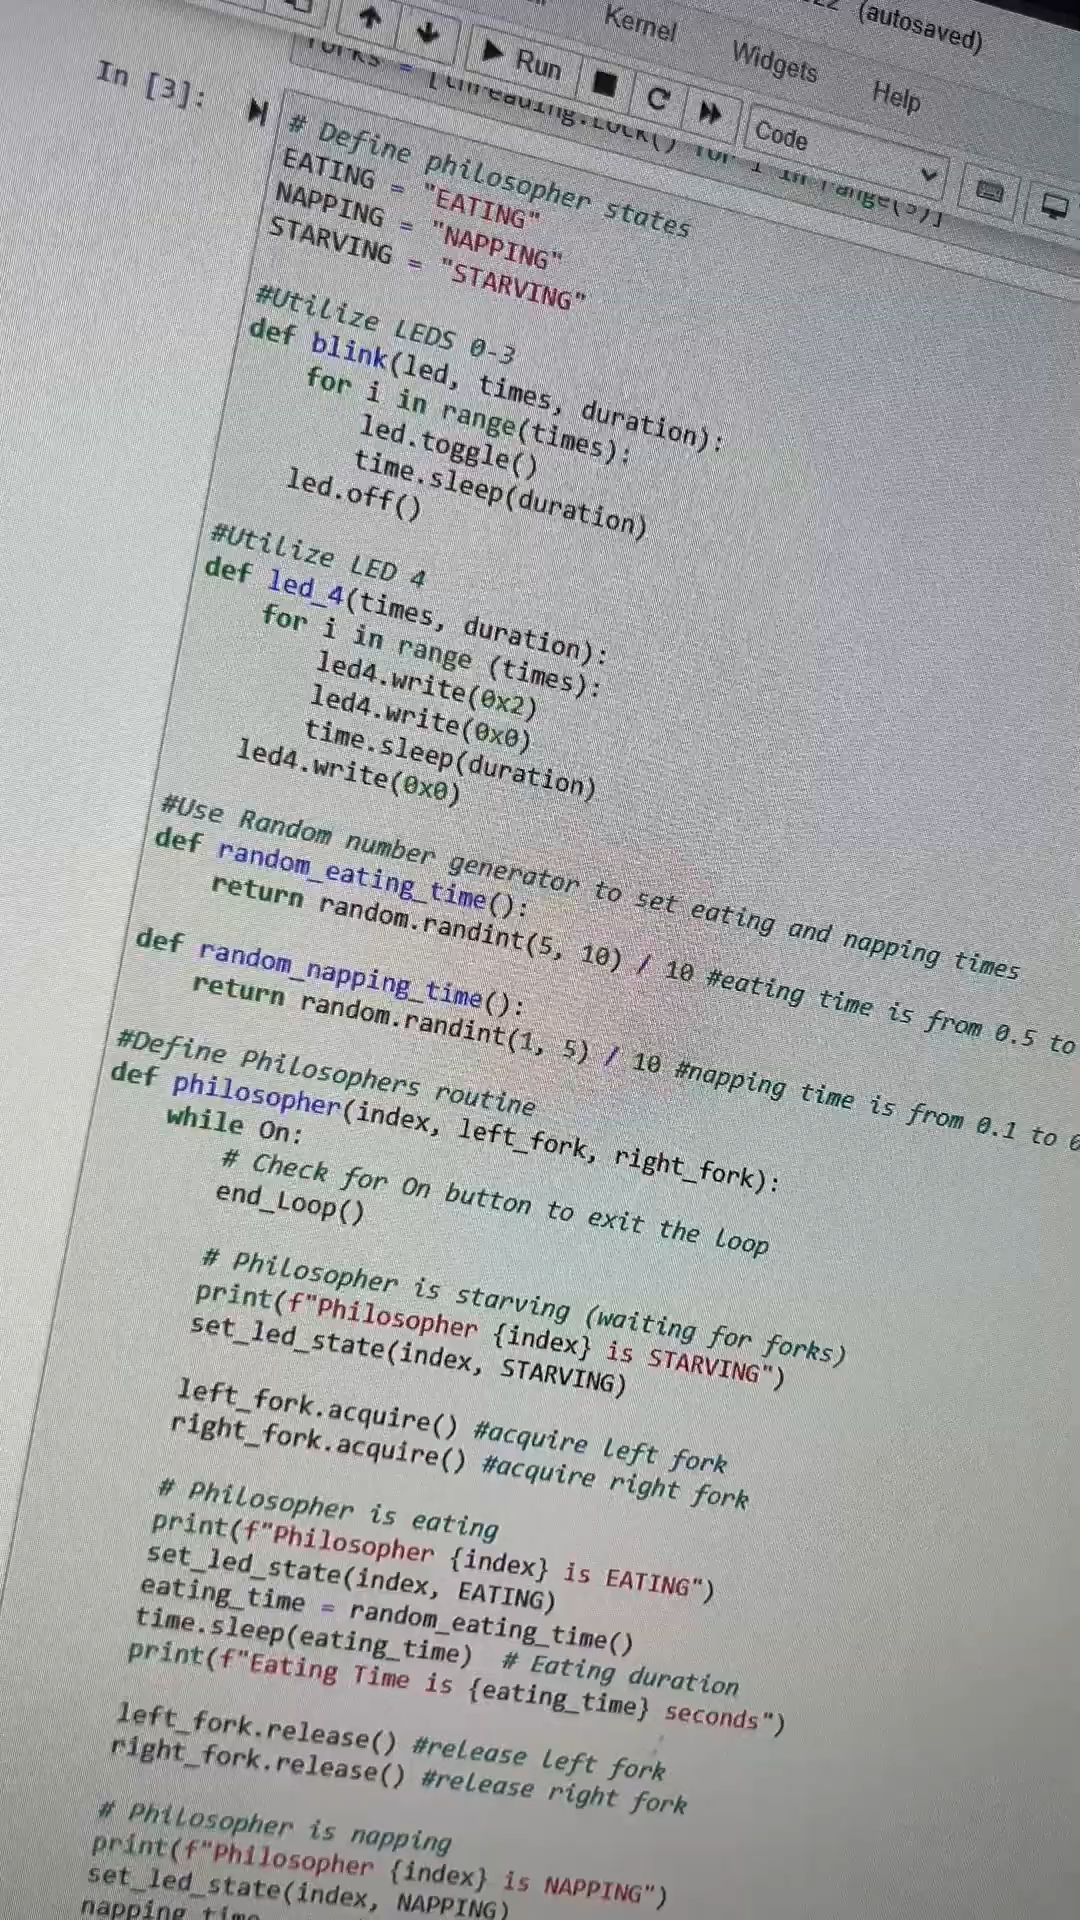 (autosaved)
Kernel Widgets Help
Run Code
forks = [threading.Lock() for i in range(5)]
In [3]:
# Define philosopher states
EATING = "EATING"
NAPPING = "NAPPING"
STARVING = "STARVING"
#Utilize LEDS 0-3
def blink(led, times, duration):
for i in range(times):
led.toggle()
time.sleep(duration)
led.off()
#Utilize LED 4
def led_4(times, duration):
for i in range (times):
led4.write(0x2)
led4.write(0x0)
time.sleep(duration)
led4.write(0x0)
#Use Random number generator to set eating and napping times
def random_eating_time():
return random.randint(5, 10) / 10 #eating time is from 0.5 to
def random_napping_time():
return random.randint(1, 5) / 10 #napping time is from 0.1 to
#Define Philosophers routine
def philosopher(index, left_fork, right_fork):
while On:
# Check for On button to exit the loop
end_Loop()
# Philosopher is starving (waiting for forks)
print(f"Philosopher {index} is STARVING")
set_led_state(index, STARVING)
left_fork.acquire() #acquire left fork
right_fork.acquire() #acquire right fork
# Philosopher is eating
print(f"Philosopher {index} is EATING")
set_led_state(index, EATING)
eating_time = random_eating_time()
time.sleep(eating_time) # Eating duration
print(f"Eating Time is {eating_time} seconds")
left_fork.release() #release left fork
right_fork.release() #release right fork
# Philosopher is napping
print(f"Philosopher {index} is NAPPING")
set_led_state(index, NAPPING)
napping_time